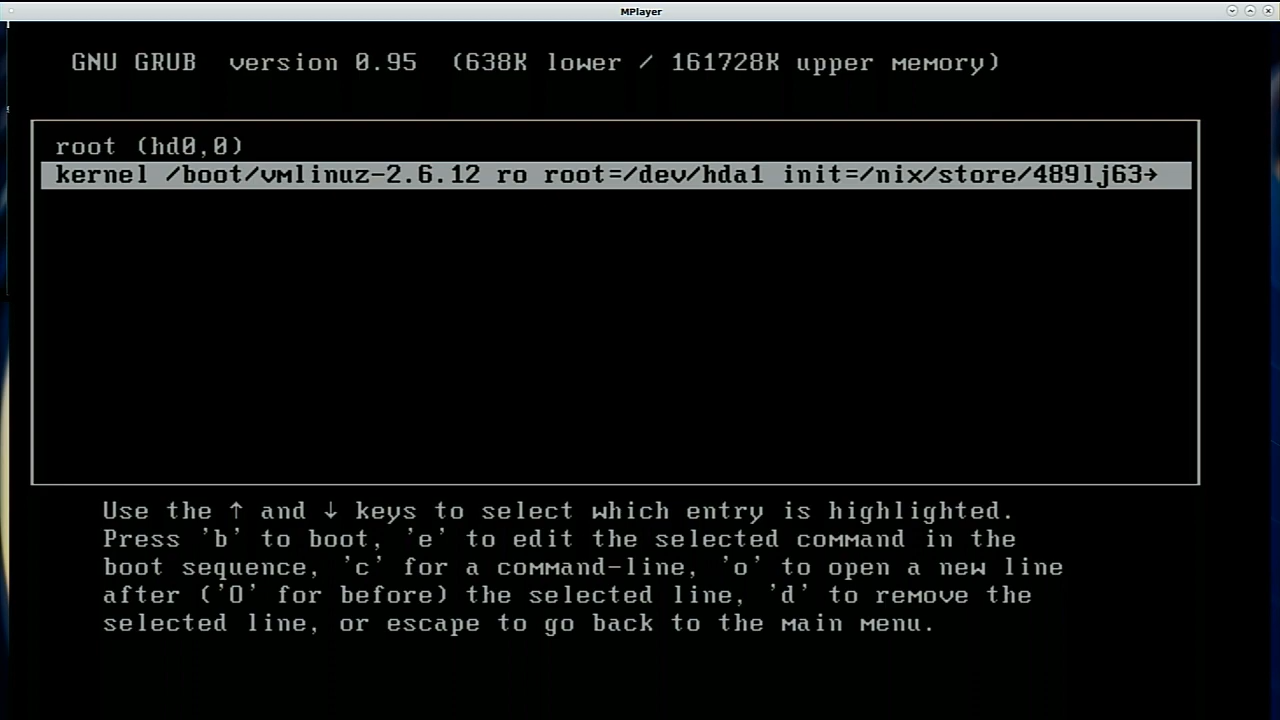 MPlayer
GNU GRUB version 0.95 (638K lower / 161728K upper memory)
root (hd0,0)
kernel /boot/vmlinuz-2.6.12 ro root=/dev/hda1 init=/nix/store/489lj63→
Use the ↑ and ↓ keys to select which entry is highlighted.
Press 'b' to boot, 'e' to edit the selected command in the
boot sequence, 'c' for a command-line, 'o' to open a new line
after ('O' for before) the selected line, 'd' to remove the
selected line, or escape to go back to the main menu.